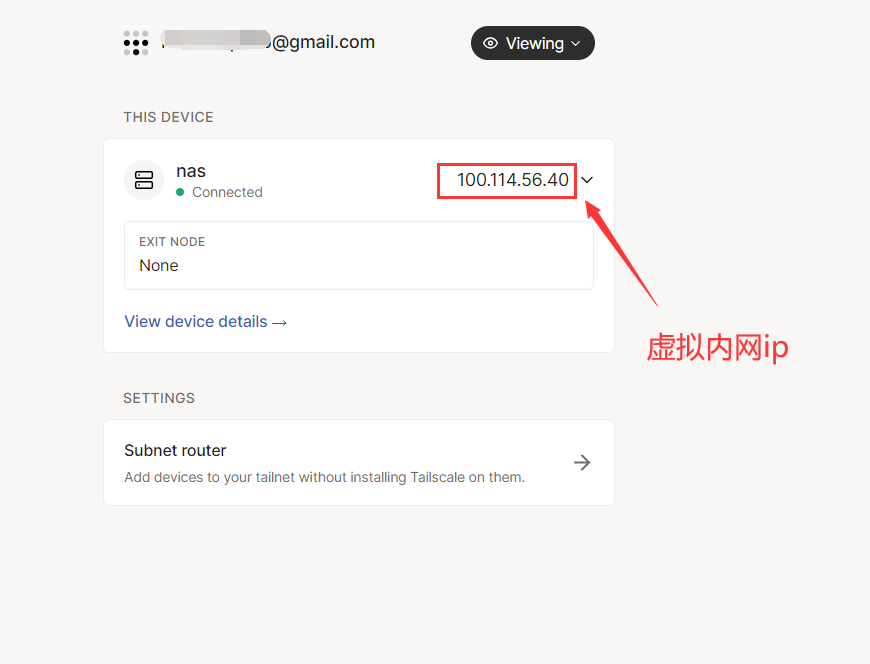 @gmail.com
Viewing
THIS DEVICE
nas
100.114.56.40
Connected
EXIT NODE
None
View device details →
虚拟内网ip
SETTINGS
Subnet router
Add devices to your tailnet without installing Tailscale on them.